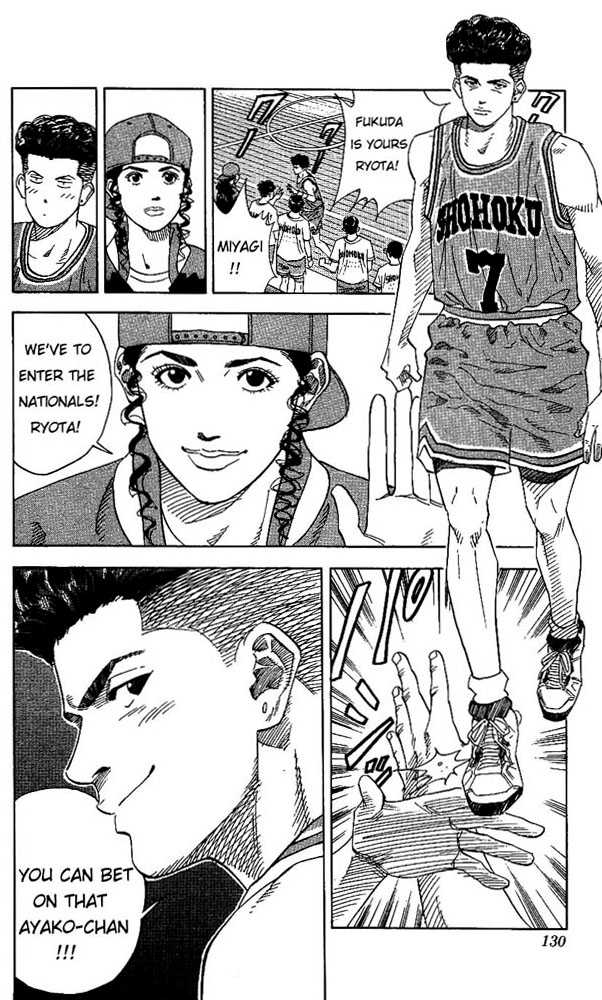 FUKUDA
IS YOURS
RYOTA!
SHOHOKU
7
MIYAGI
!!
SHOHOKU
WE'VE TO
ENTER THE
NATIONALS!
RYOTA!
YOU CAN BET
ON THAT
AYAKO-CHAN
!!!
130